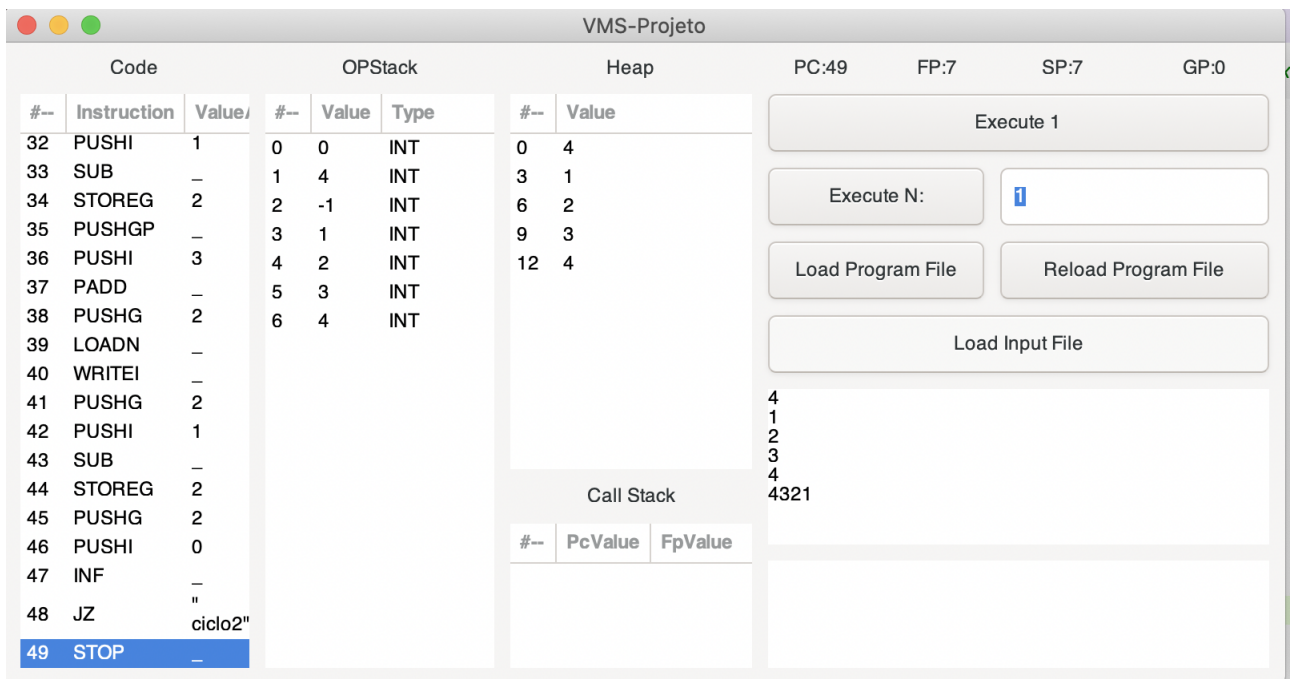 VMS-Projeto
Code OPStack Heap PC:49 FP:7 SP:7 GP:0
#-- Instruction Value/ #-- Value Type #-- Value
Execute 1
32 PUSHI 1
33 SUB _
34 STOREG 2
35 PUSHGP _
36 PUSHI 3
37 PADD _
38 PUSHG 2
39 LOADN _
40 WRITEI _
41 PUSHG 2
42 PUSHI 1
43 SUB _
44 STOREG 2
45 PUSHG 2
46 PUSHI 0
47 INF _
48 JZ "
ciclo2"
49 STOP _
0 0 INT
1 4 INT
2 -1 INT
3 1 INT
4 2 INT
5 3 INT
6 4 INT
0 4
3 1
6 2
9 3
12 4
Call Stack
#-- PcValue FpValue
Execute N: 1
Load Program File Reload Program File
Load Input File
4
1
2
3
4
4321